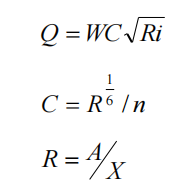 Q = WC√Ri
C = R^{1/6} / n
R = A/X